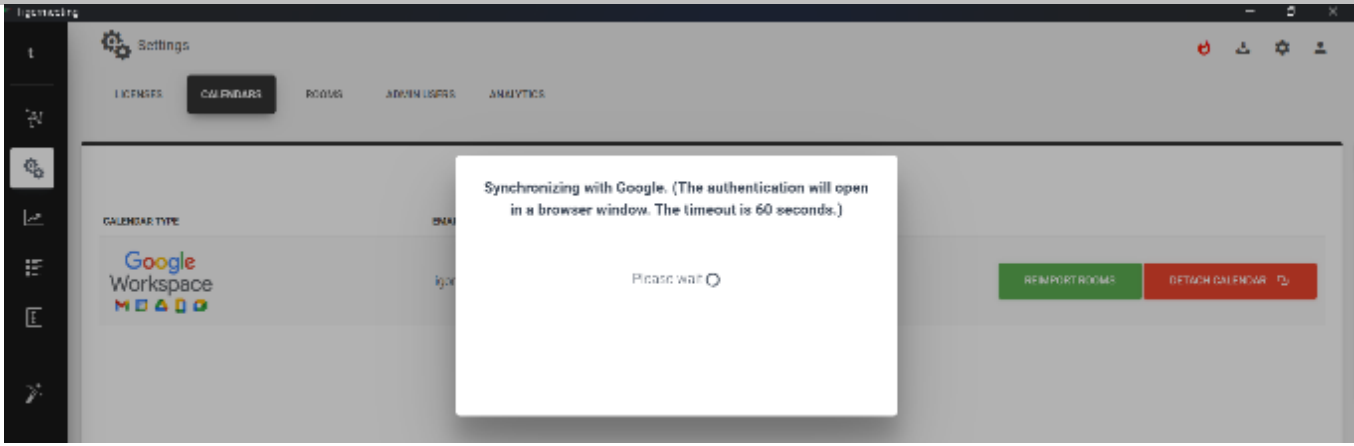 tigermeeting
t
Settings
LICENSES CALENDARS ROOMS ADMIN USERS ANALYTICS
Synchronizing with Google. (The authentication will open
in a browser window. The timeout is 60 seconds.)
CALENDAR TYPE
Google
Workspace
Please wait
REIMPORT ROOMS DETACH CALENDAR